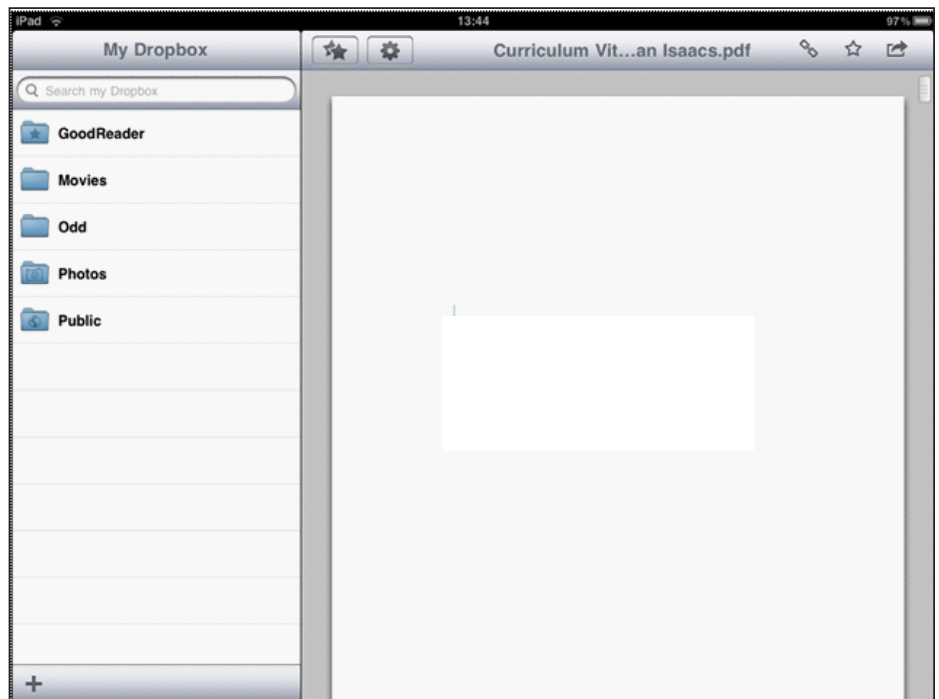 iPad 13:44 97%
My Dropbox
Curriculum Vit...an Isaacs.pdf
Search my Dropbox
GoodReader
Movies
Odd
Photos
Public